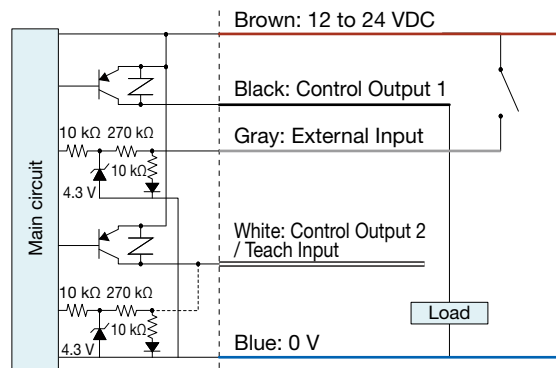 Brown: 12 to 24 VDC
Black: Control Output 1
10 kΩ
270 kΩ
Gray: External Input
10 kΩ
4.3 V
Main circuit
White: Control Output 2
/ Teach Input
10 kΩ
270 kΩ
10 kΩ
Load
4.3 V
Blue: 0 V